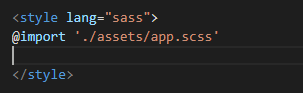 <style lang="sass">
@import './assets/app.scss'
</style>